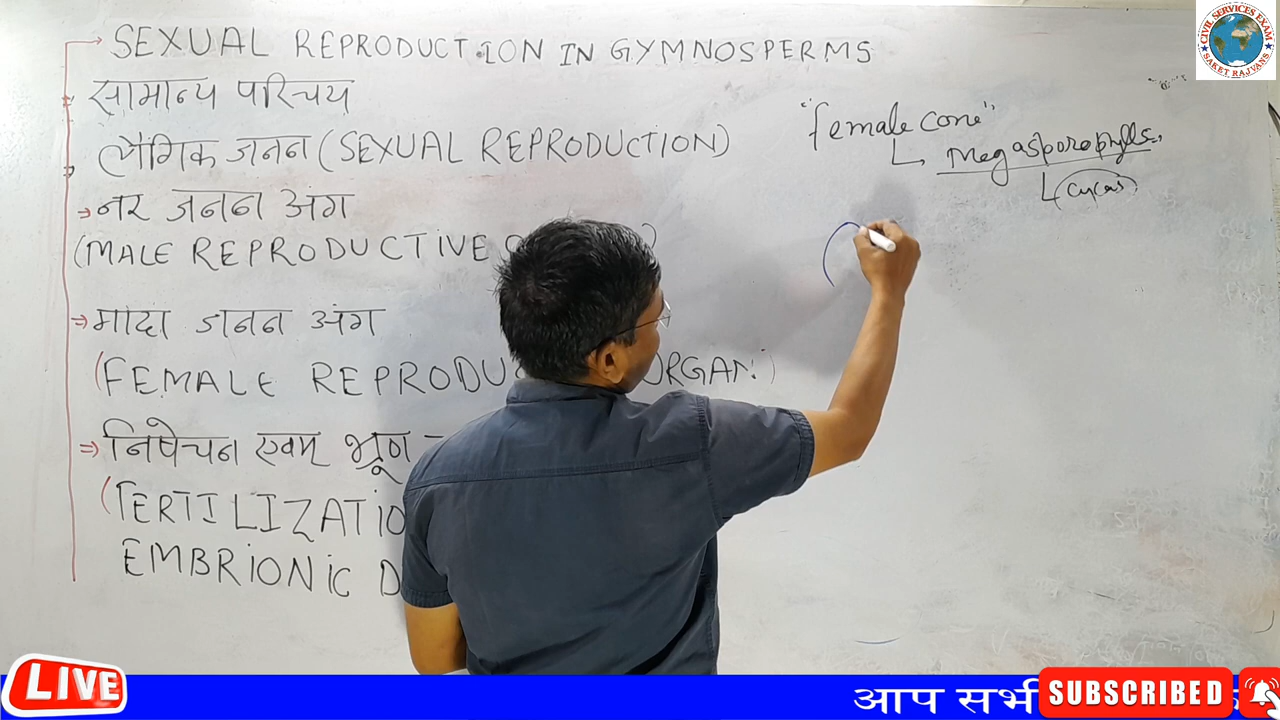 SEXUAL REPRODUCTION IN GYMNOSPERMS
सामान्य परिचय
लैंगिक जनन (SEXUAL REPRODUCTION)
नर जनन अंग
(MALE REPRODUCTIVE
मादा जनन अंग
(FEMALE REPRODU ORGAN)
निषेचन एवम् भ्रूण
(FERTILIZATIO
EMBRIONIC D
"female cone"
Megasporophylls.
(Cycas)
CIVIL SERVICES EXAM
SAKET RAJVANS
LIVE
आप सभी
SUBSCRIBED